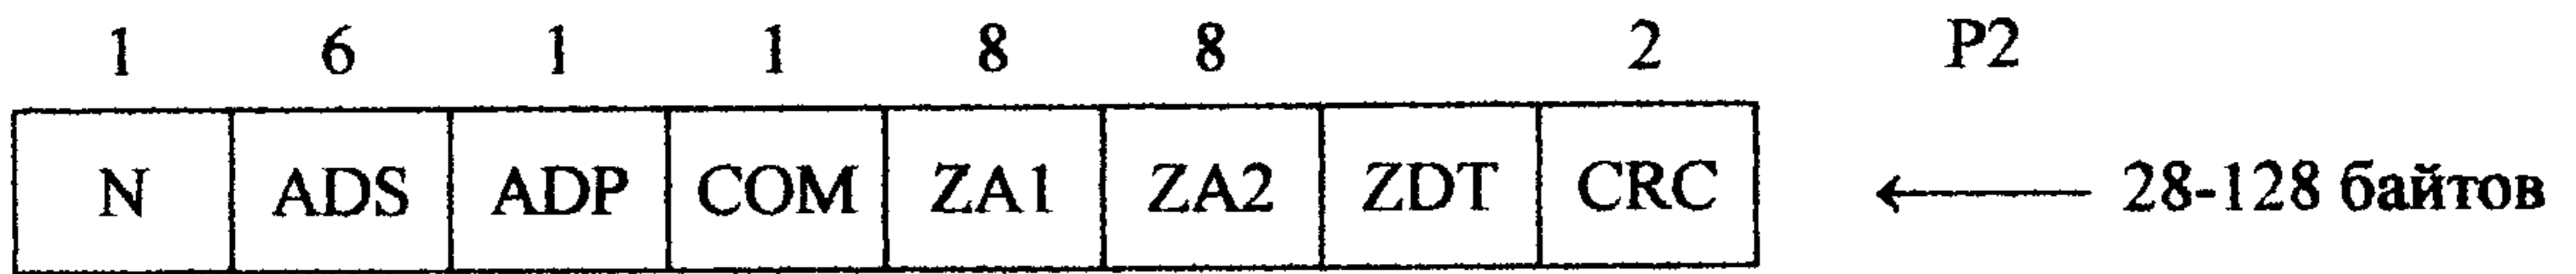 1 6 1 1 8 8 2 P2
N ADS ADP COM ZA1 ZA2 ZDT CRC ← 28-128 байтов